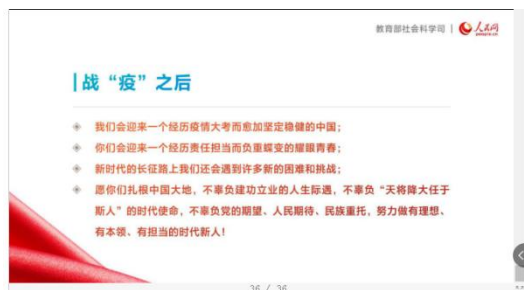 教育部社会科学司 | 人民网
战“疫”之后
我们会迎来一个经历疫情大考而愈加坚定稳健的中国；
你们会迎来一个经历责任担当而负重蝶变的耀眼青春；
新时代的长征路上我们还会遇到许多新的困难和挑战；
愿你们扎根中国大地，不辜负建功立业的人生际遇，不辜负“天将降大任于
斯人”的时代使命，不辜负党的期望、人民期待、民族重托，努力做有理想、
有本领、有担当的时代新人！
36 / 36